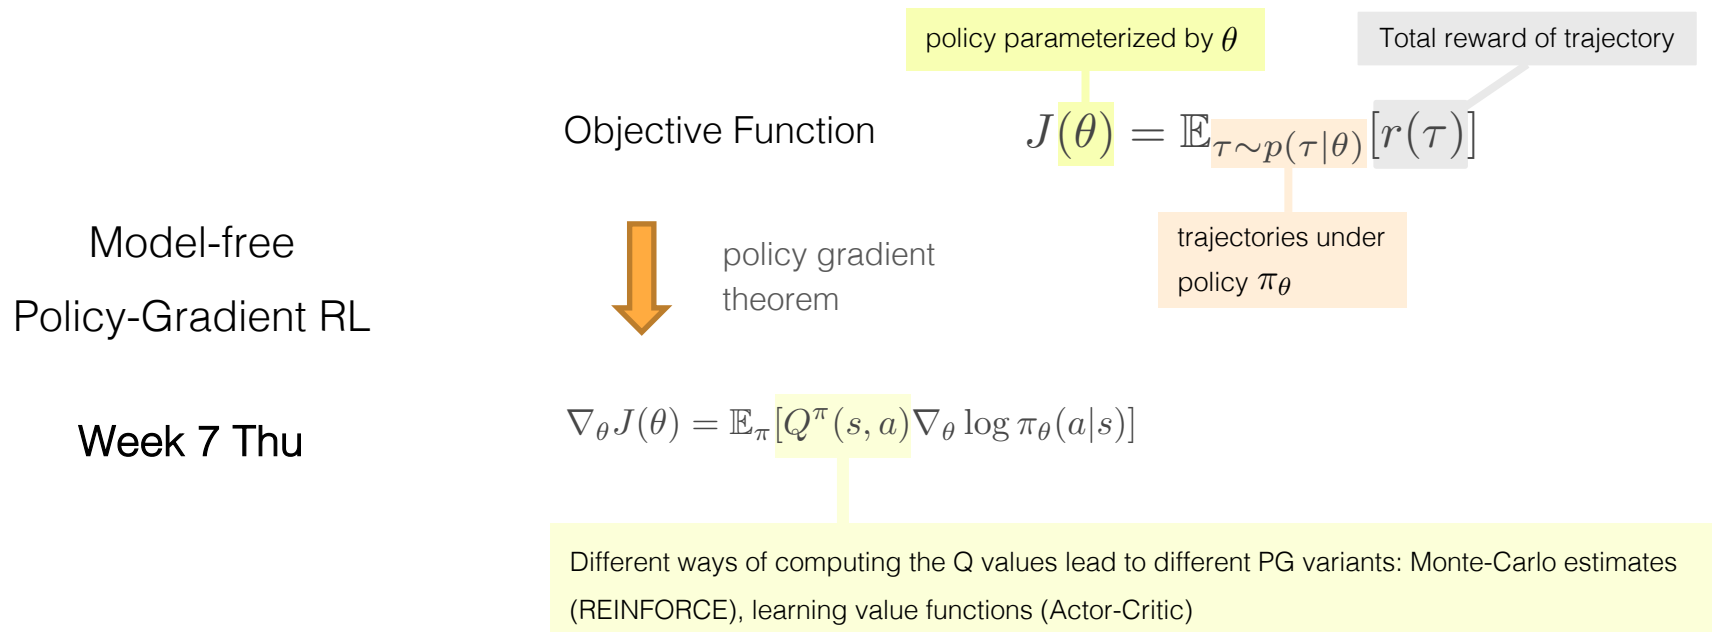 policy parameterized by θ
Total reward of trajectory
Objective Function
J(θ) = 𝔼_{τ∼p(τ|θ)}[r(τ)]
trajectories under
policy π_θ
Model-free
Policy-Gradient RL
policy gradient
theorem
Week 7 Thu
∇_θ J(θ) = 𝔼_π[Q^π(s, a)∇_θ log π_θ(a|s)]
Different ways of computing the Q values lead to different PG variants: Monte-Carlo estimates
(REINFORCE), learning value functions (Actor-Critic)